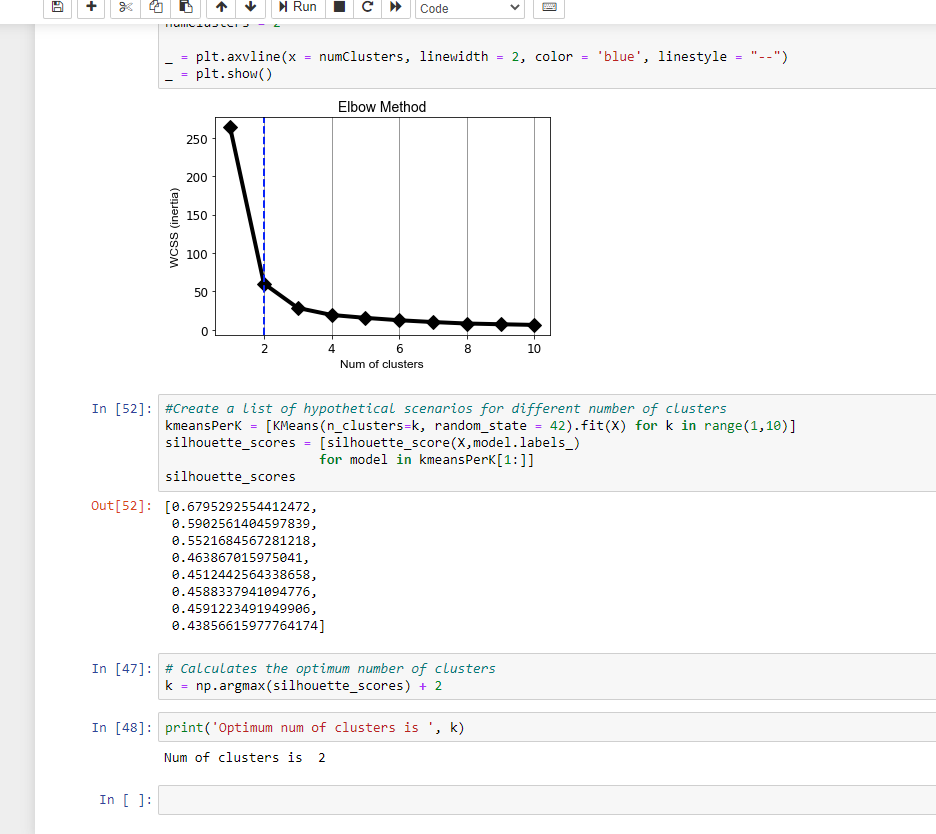 Run
Code
numClusters = 2
_ = plt.axvline(x = numClusters, linewidth = 2, color = 'blue', linestyle = "--")
_ = plt.show()
Elbow Method
250
200
150
100
50
0
WCSS (inertia)
2 4 6 8 10
Num of clusters
In [52]:
#Create a list of hypothetical scenarios for different number of clusters
kmeansPerK = [KMeans(n_clusters=k, random_state = 42).fit(X) for k in range(1,10)]
silhouette_scores = [silhouette_score(X,model.labels_)
for model in kmeansPerK[1:]]
silhouette_scores
Out[52]:
[0.6795292554412472,
0.5902561404597839,
0.5521684567281218,
0.463867015975041,
0.4512442564338658,
0.4588337941094776,
0.4591223491949906,
0.43856615977764174]
In [47]:
# Calculates the optimum number of clusters
k = np.argmax(silhouette_scores) + 2
In [48]:
print('Optimum num of clusters is ', k)
Num of clusters is  2
In [ ]: